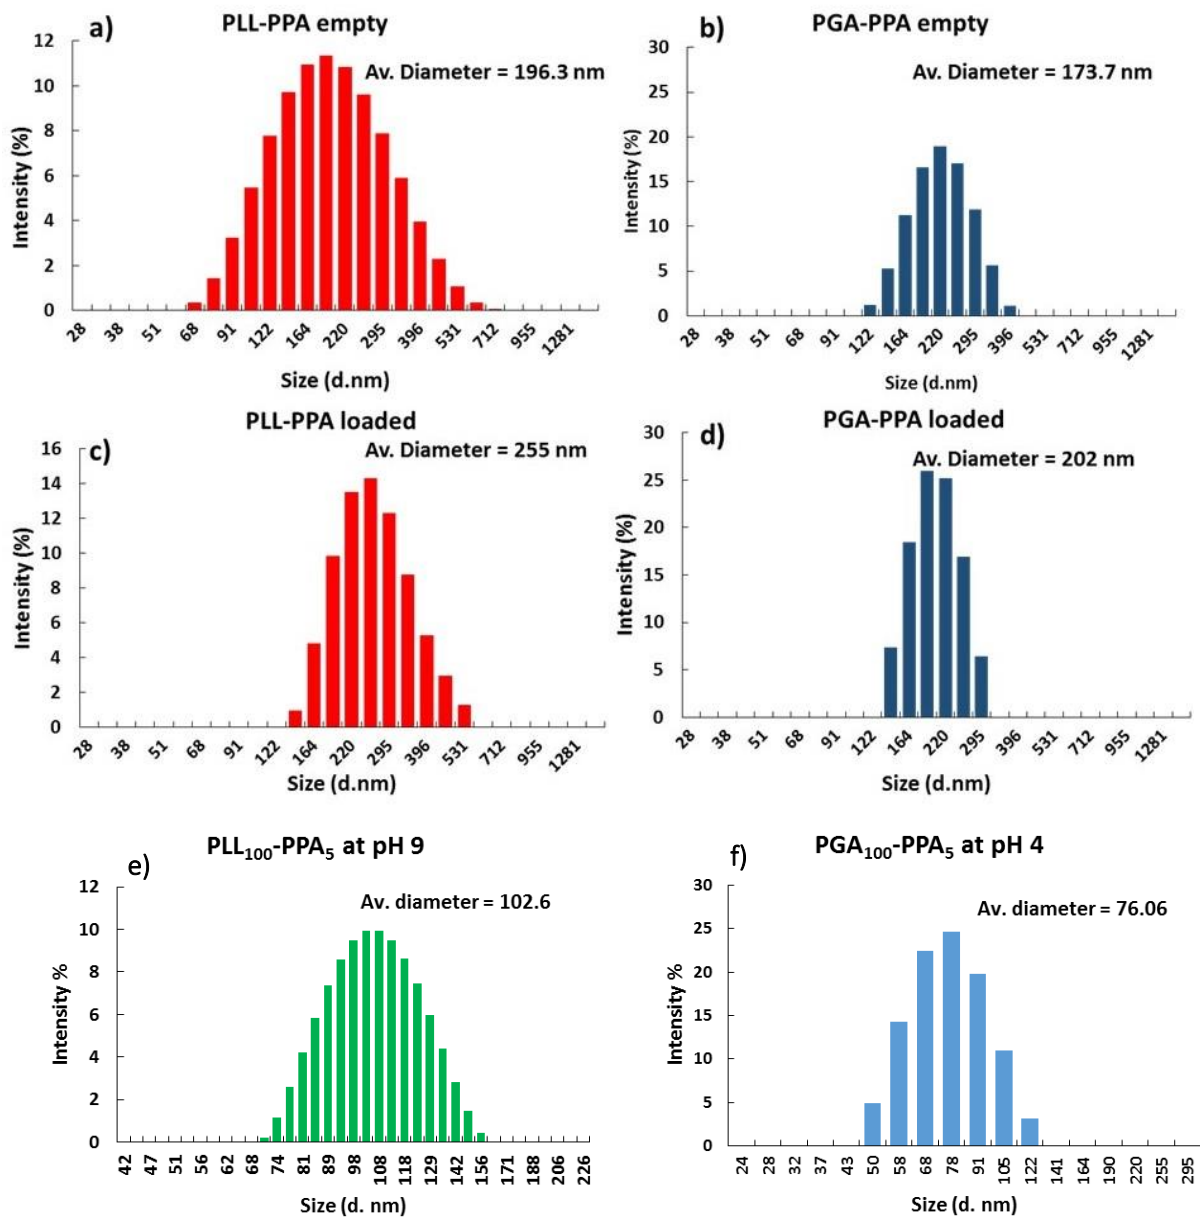 a)
PLL-PPA empty
Av. Diameter = 196.3 nm
Intensity (%)
12
10
8
6
4
2
0
28 38 51 68 91 122 164 220 295 396 531 712 955 1281
Size (d.nm)
b)
PGA-PPA empty
Av. Diameter = 173.7 nm
Intensity (%)
30
25
20
15
10
5
0
28 38 51 68 91 122 164 220 295 396 531 712 955 1281
Size (d.nm)
PLL-PPA loaded
c)
Av. Diameter = 255 nm
Intensity (%)
16
14
12
10
8
6
4
2
0
28 38 51 68 91 122 164 220 295 396 531 712 955 1281
Size (d.nm)
PGA-PPA loaded
d)
Av. Diameter = 202 nm
Intensity (%)
30
25
20
15
10
5
0
28 38 51 68 91 122 164 220 295 396 531 712 955 1281
Size (d.nm)
PLL100-PPA5 at pH 9
e)
Av. diameter = 102.6
Intensity %
12
10
8
6
4
2
0
42 47 51 56 62 68 74 81 89 98 108 118 129 142 156 171 188 206 226
Size (d. nm)
PGA100-PPA5 at pH 4
f)
Av. diameter = 76.06
Intensity %
30
25
20
15
10
5
0
24 28 32 37 43 50 58 68 78 91 105 122 141 164 190 220 255 295
Size (d. nm)